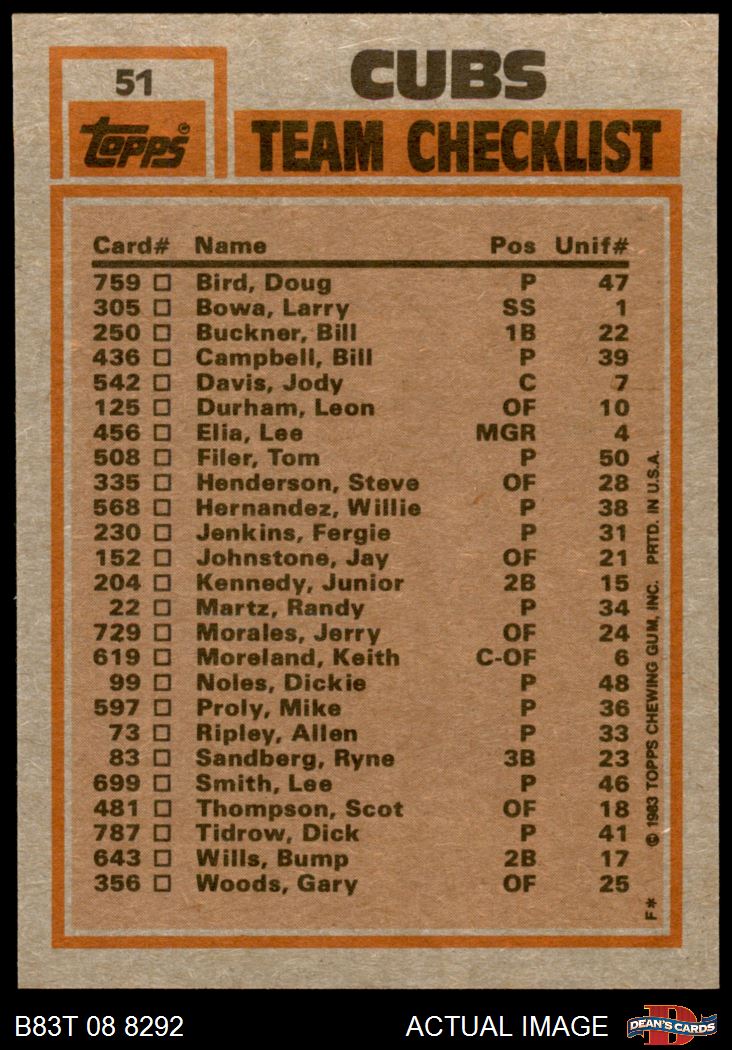 51
CUBS
topps
TEAM CHECKLIST
Card# Name Pos Unif#
759 Bird, Doug P 47
305 Bowa, Larry SS 1
250 Buckner, Bill 1B 22
436 Campbell, Bill P 39
542 Davis, Jody C 7
125 Durham, Leon OF 10
456 Elia, Lee MGR 4
508 Filer, Tom P 50
335 Henderson, Steve OF 28
568 Hernandez, Willie P 38
230 Jenkins, Fergie P 31
152 Johnstone, Jay OF 21
204 Kennedy, Junior 2B 15
22 Martz, Randy P 34
729 Morales, Jerry OF 24
619 Moreland, Keith C-OF 6
99 Noles, Dickie P 48
597 Proly, Mike P 36
73 Ripley, Allen P 33
83 Sandberg, Ryne 3B 23
699 Smith, Lee P 46
481 Thompson, Scot OF 18
787 Tidrow, Dick P 41
643 Wills, Bump 2B 17
356 Woods, Gary OF 25
F* © 1983 TOPPS CHEWING GUM, INC. PRTD. IN U.S.A.
B83T 08 8292
ACTUAL IMAGE
DEAN'S CARDS